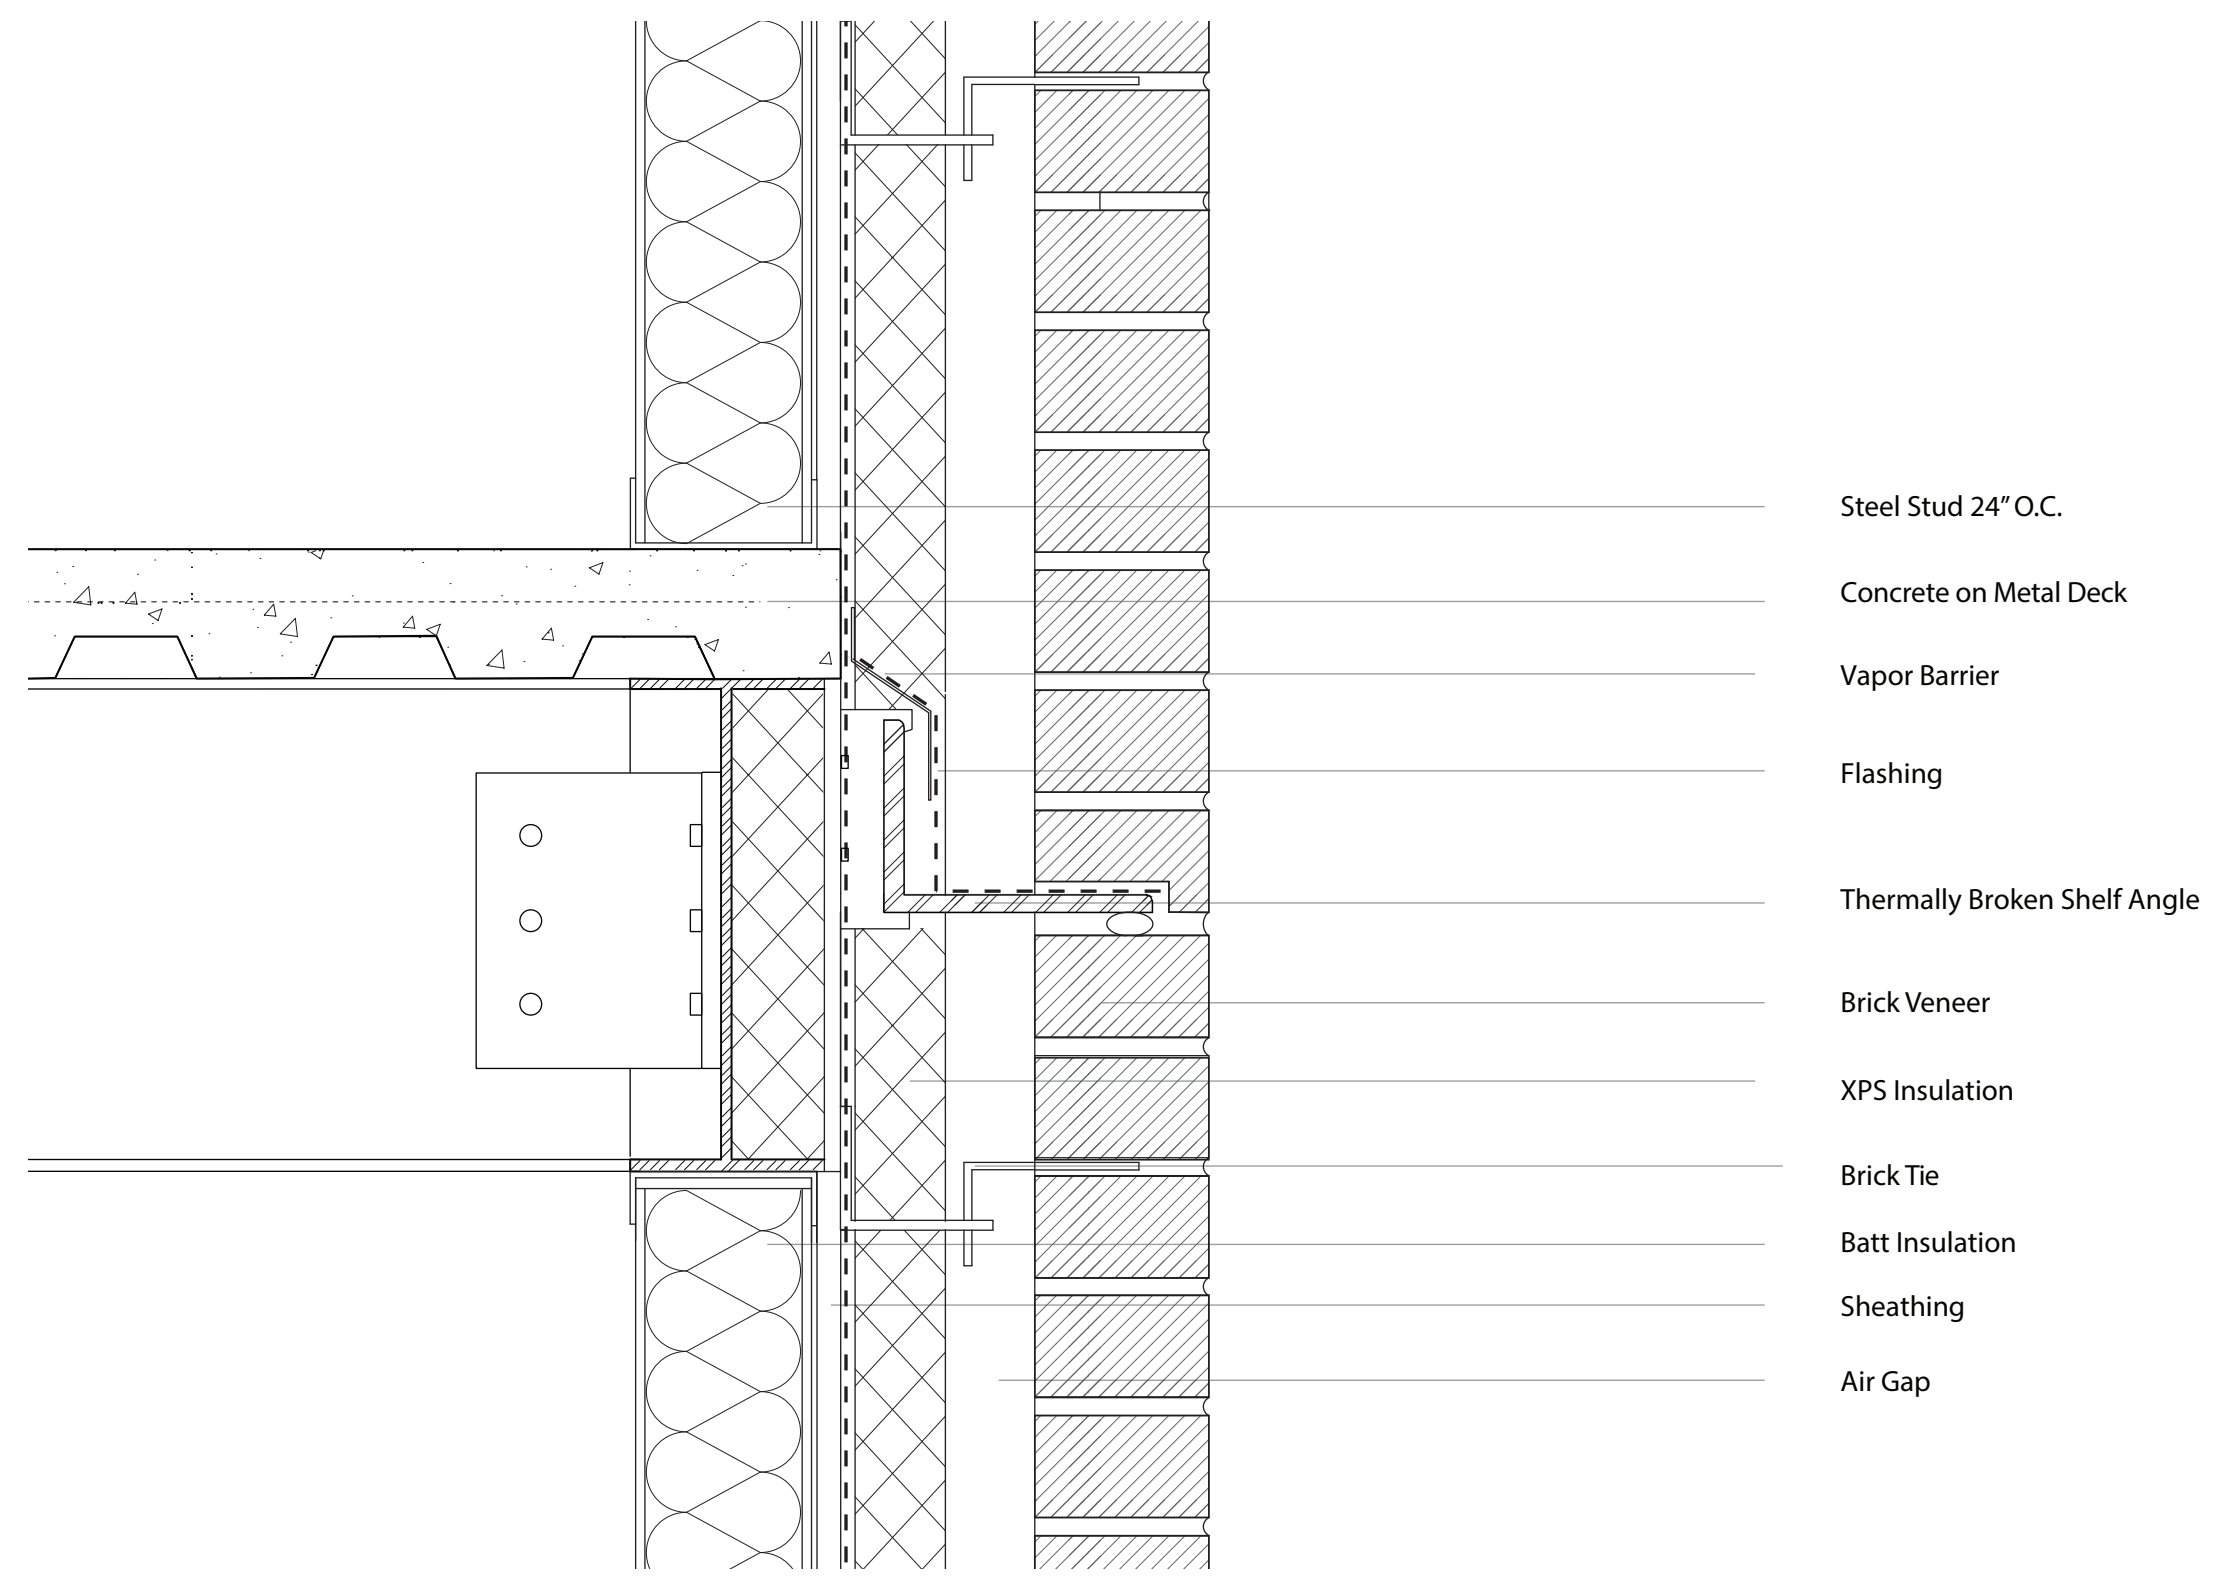 Steel Stud 24” O.C.
Concrete on Metal Deck
Vapor Barrier
Flashing
Thermally Broken Shelf Angle
Brick Veneer
XPS Insulation
Brick Tie
Batt Insulation
Sheathing
Air Gap